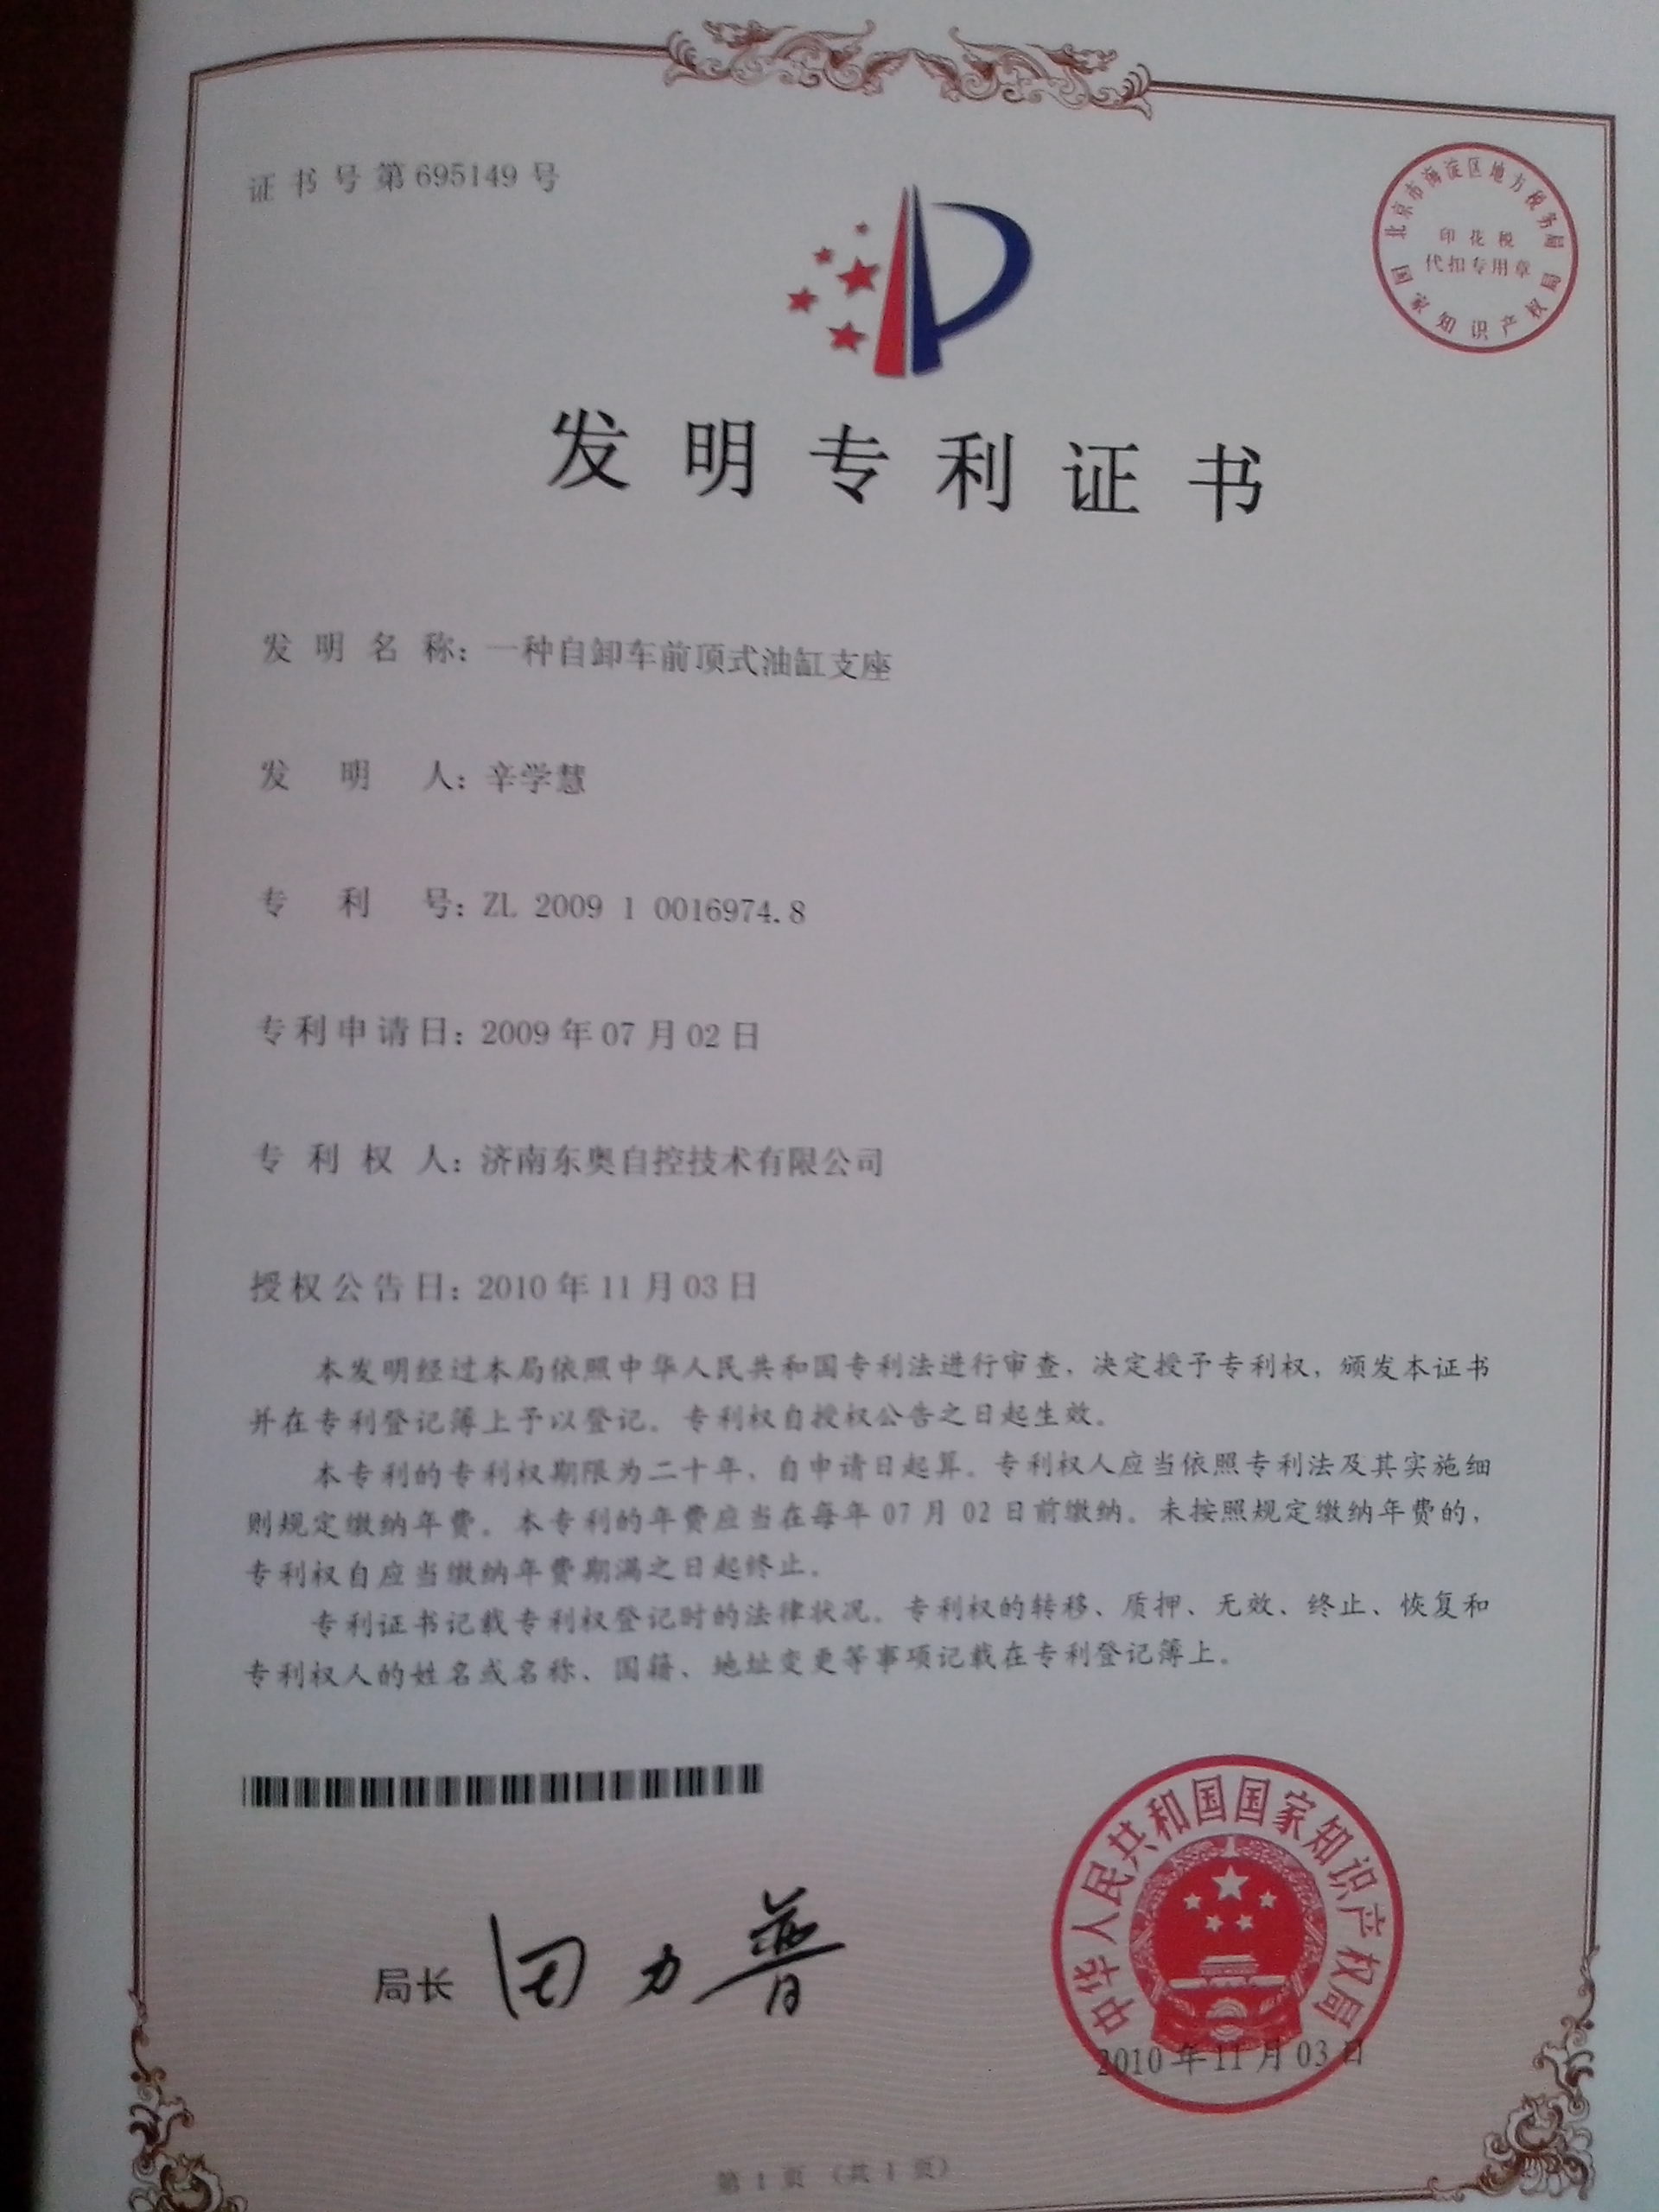 证书号第695149号
北京市海淀区地方税务局
印花税
代扣专用章
国家知识产权局
发明专利证书
发明名称：一种自卸车前顶式油缸支座
发明人：辛学慧
专利号：ZL 2009 1 0016974.8
专利申请日：2009年07月02日
专利权人：济南东奥自控技术有限公司
授权公告日：2010年11月03日
本发明经过本局依照中华人民共和国专利法进行审查，决定授予专利权，颁发本证书
并在专利登记簿上予以登记。专利权自授权公告之日起生效。
本专利的专利权期限为二十年，自申请日起算。专利权人应当依照专利法及其实施细
则规定缴纳年费。本专利的年费应当在每年07月02日前缴纳。未按照规定缴纳年费的，
专利权自应当缴纳年费期满之日起终止。
专利证书记载专利权登记时的法律状况。专利权的转移、质押、无效、终止、恢复和
专利权人的姓名或名称、国籍、地址变更等事项记载在专利登记簿上。
局长 田力普
中华人民共和国国家知识产权局
2010年11月03日
第1页（共1页）